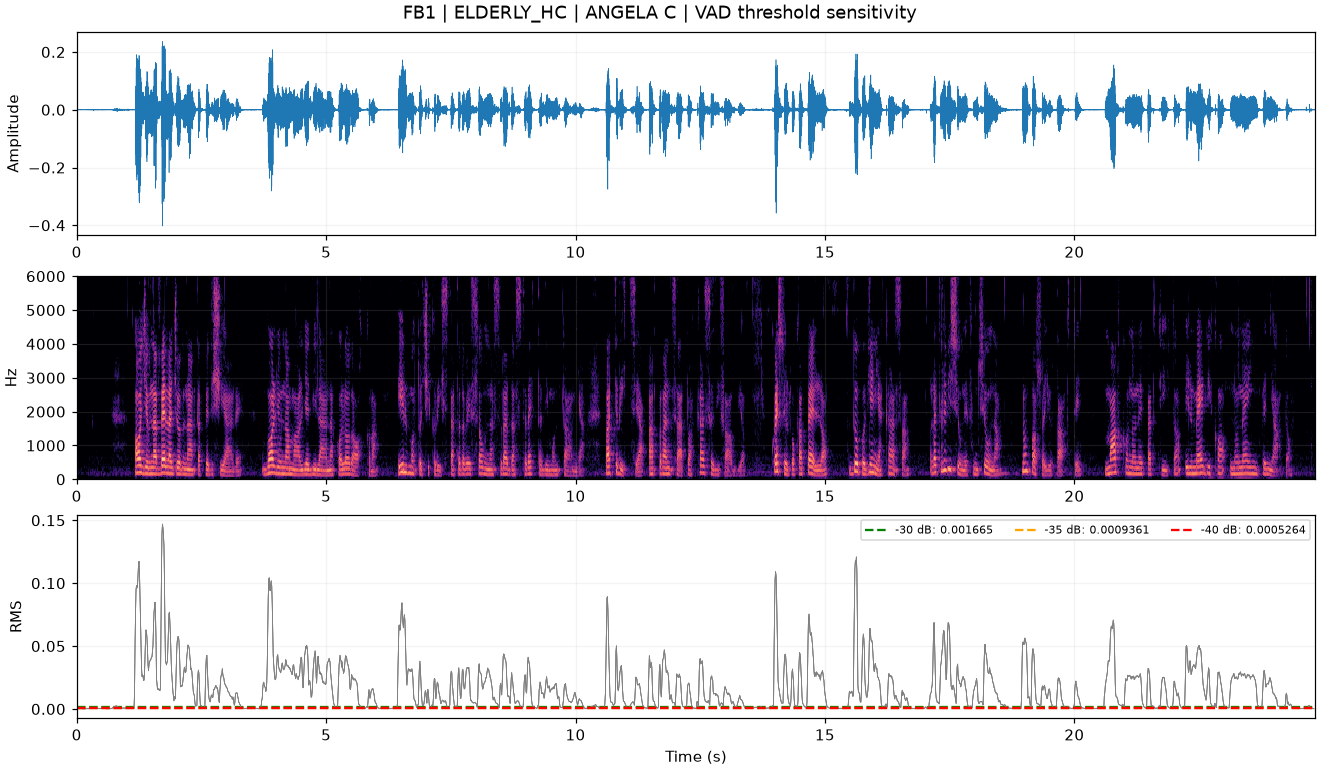 FB1 | ELDERLY_HC | ANGELA C | VAD threshold sensitivity
Amplitude
0.2
0.0
−0.2
−0.4
0 5 10 15 20
Hz
6000
5000
4000
3000
2000
1000
0
0 5 10 15 20
RMS
0.15
0.10
0.05
0.00
-30 dB: 0.001665 -35 dB: 0.0009361 -40 dB: 0.0005264
0 5 10 15 20
Time (s)